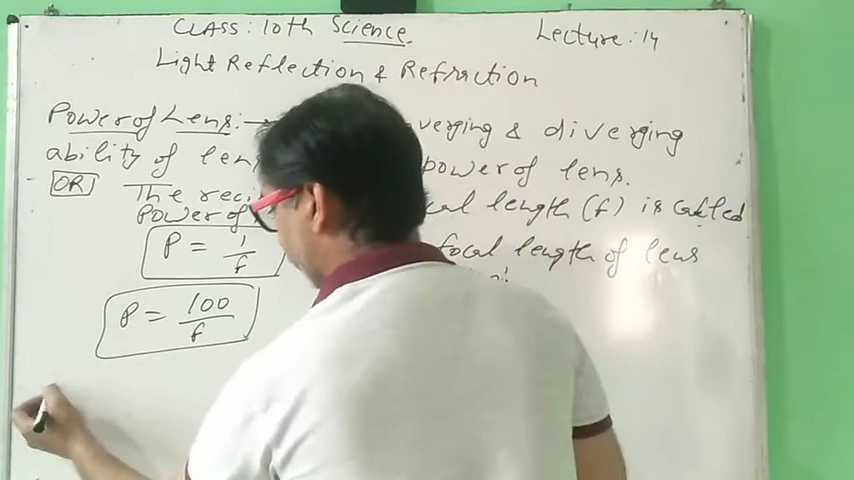 CLASS: 10th Science Lecture: 14
Light Reflection & Refraction
Power of Lens: → verging & diverging
ability of lens power of lens.
OR The reci cal length (f) is called
Power of
P = 1/f focal length of lens
P = 100/f